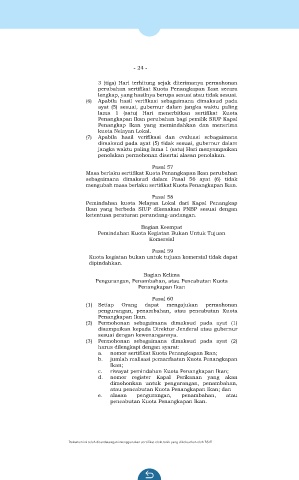 - 24 -
3 (tiga) Hari terhitung sejak diterimanya permohonan
perubahan sertifikat Kuota Penangkapan Ikan secara
lengkap, yang hasilnya berupa sesuai atau tidak sesuai.
(6) Apabila hasil verifikasi sebagaimana dimaksud pada
ayat (5) sesuai, gubernur dalam jangka waktu paling
lama 1 (satu) Hari menerbitkan sertifikat Kuota
Penangkapan Ikan perubahan bagi pemilik SIUP Kapal
Penangkap Ikan yang memindahkan dan menerima
kuota Nelayan Lokal.
(7) Apabila hasil verifikasi dan evaluasi sebagaimana
dimaksud pada ayat (5) tidak sesuai, gubernur dalam
jangka waktu paling lama 1 (satu) Hari menyampaikan
penolakan permohonan disertai alasan penolakan.
Pasal 57
Masa berlaku sertifikat Kuota Penangkapan Ikan perubahan
sebagaimana dimaksud dalam Pasal 56 ayat (6) tidak
mengubah masa berlaku sertifikat Kuota Penangkapan Ikan.
Pasal 58
Pemindahan kuota Nelayan Lokal dari Kapal Penangkap
Ikan yang berbeda SIUP dikenakan PNBP sesuai dengan
ketentuan peraturan perundang-undangan.
Bagian Keempat
Pemindahan Kuota Kegiatan Bukan Untuk Tujuan
Komersial
Pasal 59
Kuota kegiatan bukan untuk tujuan komersial tidak dapat
dipindahkan.
Bagian Kelima
Pengurangan, Penambahan, atau Pencabutan Kuota
Penangkapan Ikan
Pasal 60
(1) Setiap Orang dapat mengajukan permohonan
pengurangan, penambahan, atau pencabutan Kuota
Penangkapan Ikan.
(2) Permohonan sebagaimana dimaksud pada ayat (1)
disampaikan kepada Direktur Jenderal atau gubernur
sesuai dengan kewenangannya.
(3) Permohonan sebagaimana dimaksud pada ayat (2)
harus dilengkapi dengan syarat:
a. nomor sertifikat Kuota Penangkapan Ikan;
b. jumlah realisasi pemanfaatan Kuota Penangkapan
Ikan;
c. riwayat pemindahan Kuota Penangkapan Ikan;
d. nomor register Kapal Perikanan yang akan
dimohonkan untuk pengurangan, penambahan,
atau pencabutan Kuota Penangkapan Ikan; dan
e. alasan pengurangan, penambahan, atau
pencabutan Kuota Penangkapan Ikan.